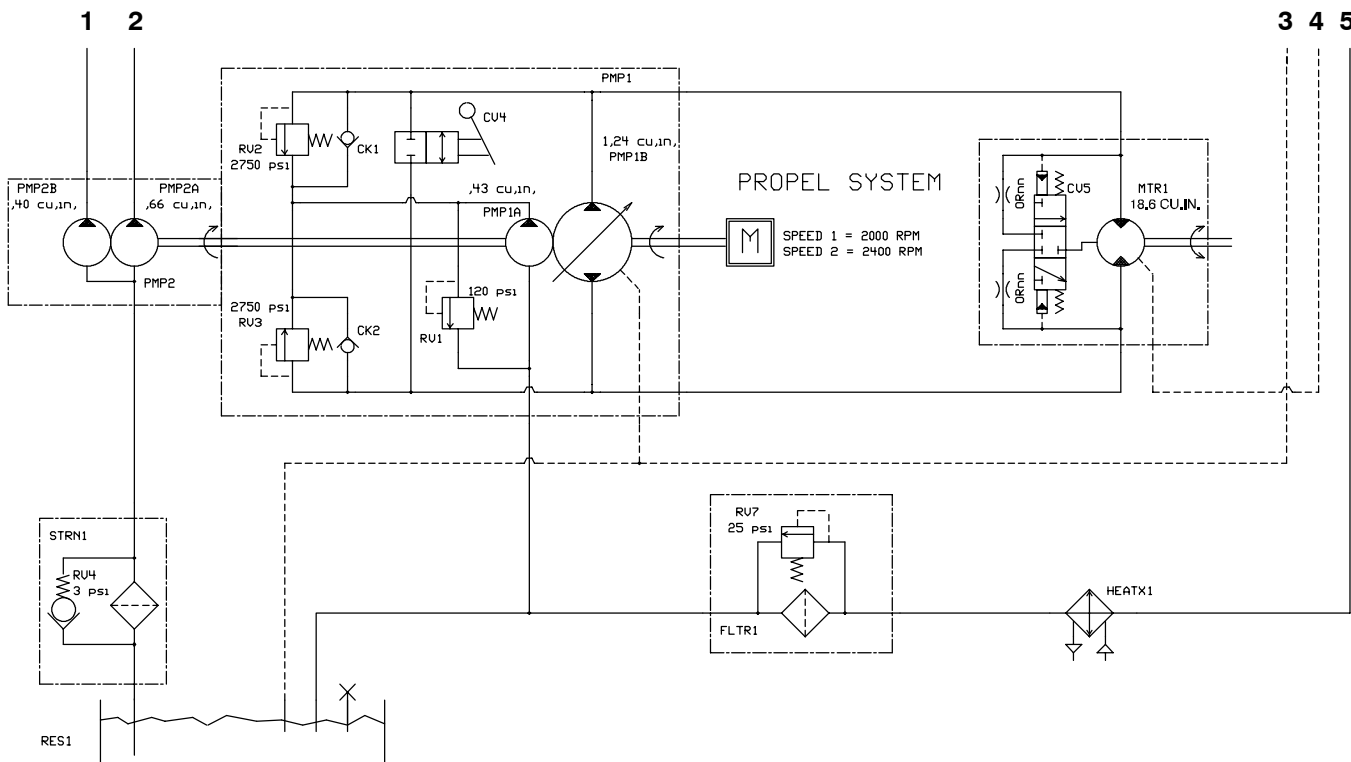 1 2 3 4 5
PMP1
RV2
2750 psi
CK1
CV4
1,24 cu,in,
PMP1B
PROPEL SYSTEM
CV5
ORnn
MTR1
18.6 CU.IN.
PMP2B
,40 cu,in,
PMP2A
,66 cu,in,
,43 cu,in,
PMP1A
M
SPEED 1 = 2000 RPM
SPEED 2 = 2400 RPM
PMP2
2750 psi
RV3
CK2
120 psi
RV1
ORnn
STRN1
RV4
3 psi
RV7
25 psi
FLTR1
HEATX1
RES1